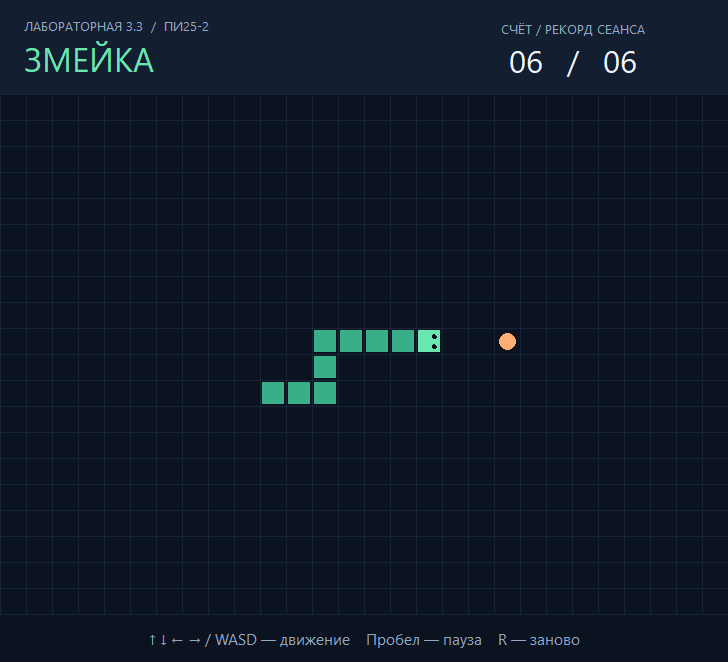 ЛАБОРАТОРНАЯ 3.3 / ПИ25-2
ЗМЕЙКА
СЧЁТ / РЕКОРД СЕАНСА
06 / 06
↑↓← → / WASD — движение Пробел — пауза R — заново